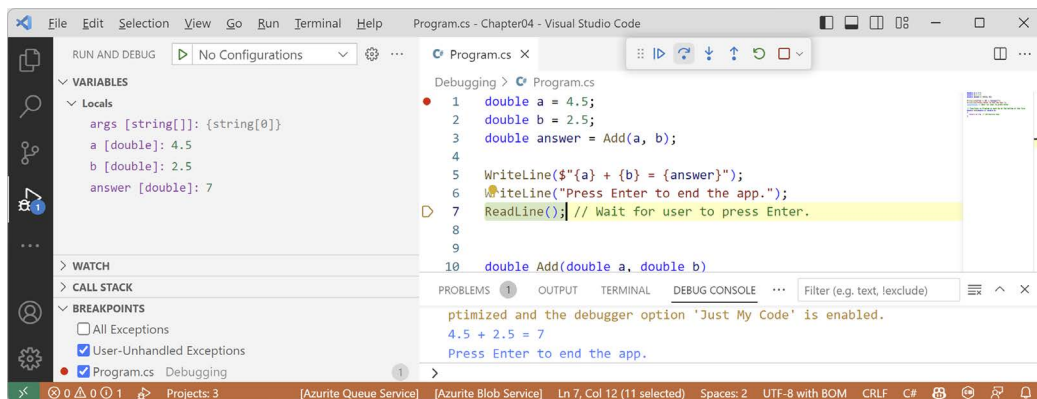 File Edit Selection View Go Run Terminal Help Program.cs - Chapter04 - Visual Studio Code
RUN AND DEBUG No Configurations
VARIABLES
Locals
args [string[]]: {string[0]}
a [double]: 4.5
b [double]: 2.5
answer [double]: 7
WATCH
CALL STACK
BREAKPOINTS
All Exceptions
User-Unhandled Exceptions
Program.cs Debugging 1
1
C# Program.cs
Debugging > C# Program.cs
1 double a = 4.5;
2 double b = 2.5;
3 double answer = Add(a, b);
4
5 WriteLine($"{a} + {b} = {answer}");
6 WriteLine("Press Enter to end the app.");
7 ReadLine(); // Wait for user to press Enter.
8
9
10 double Add(double a, double b)
PROBLEMS 1 OUTPUT TERMINAL DEBUG CONSOLE Filter (e.g. text, !exclude)
ptimized and the debugger option 'Just My Code' is enabled.
4.5 + 2.5 = 7
Press Enter to end the app.
>
0 0 1 Projects: 3 [Azurite Queue Service] [Azurite Blob Service] Ln 7, Col 12 (11 selected) Spaces: 2 UTF-8 with BOM CRLF C#